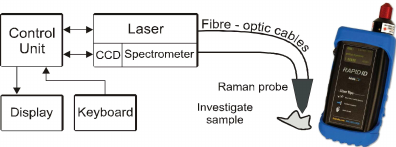 Control
Unit
Laser
CCD
Spectrometer
Fibre - optic cables
Raman probe
Investigate
sample
Display
Keyboard
RAPID ID